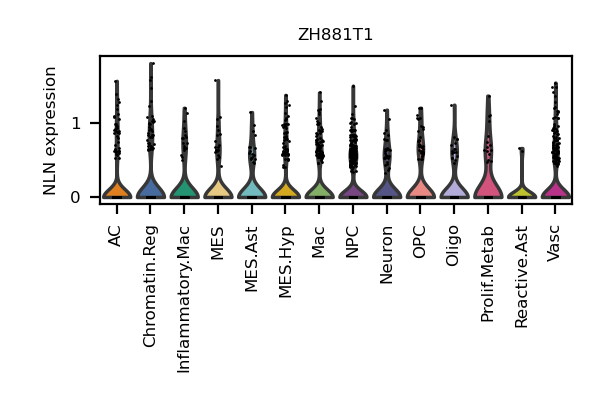 ZH881T1
NLN expression
1
0
AC
Chromatin.Reg
Inflammatory.Mac
MES
MES.Ast
MES.Hyp
Mac
NPC
Neuron
OPC
Oligo
Prolif.Metab
Reactive.Ast
Vasc